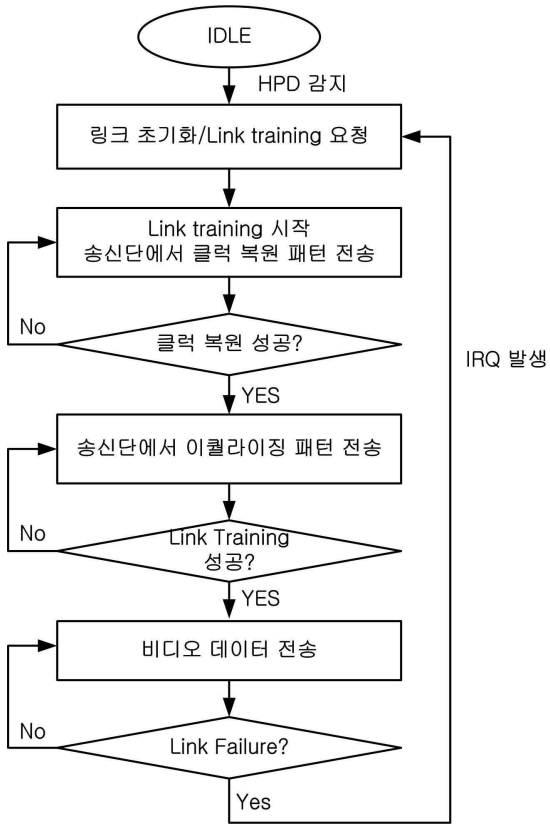 IDLE
HPD 감지
링크 초기화/Link training 요청
Link training 시작
송신단에서 클럭 복원 패턴 전송
No
클럭 복원 성공?
IRQ 발생
YES
송신단에서 이퀄라이징 패턴 전송
No
Link Training
성공?
YES
비디오 데이터 전송
No
Link Failure?
Yes